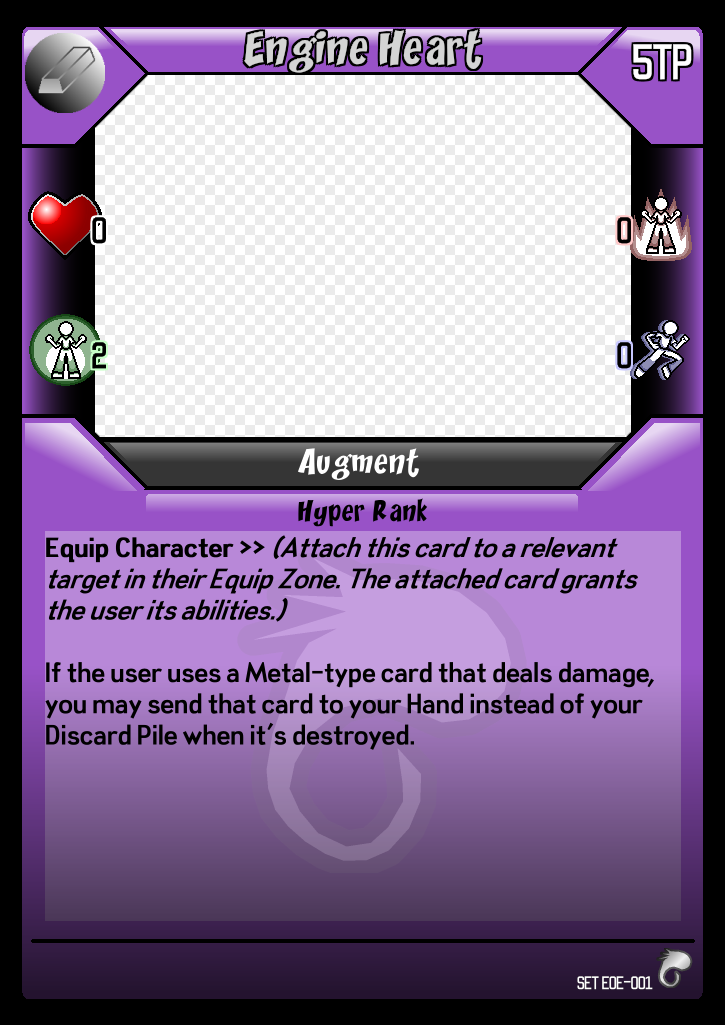 Engine Heart
5TP
0
0
2
0
Augment
Hyper Rank
Equip Character >> (Attach this card to a relevant
target in their Equip Zone. The attached card grants
the user its abilities.)
If the user uses a Metal-type card that deals damage,
you may send that card to your Hand instead of your
Discard Pile when it's destroyed.
SET EOE-001